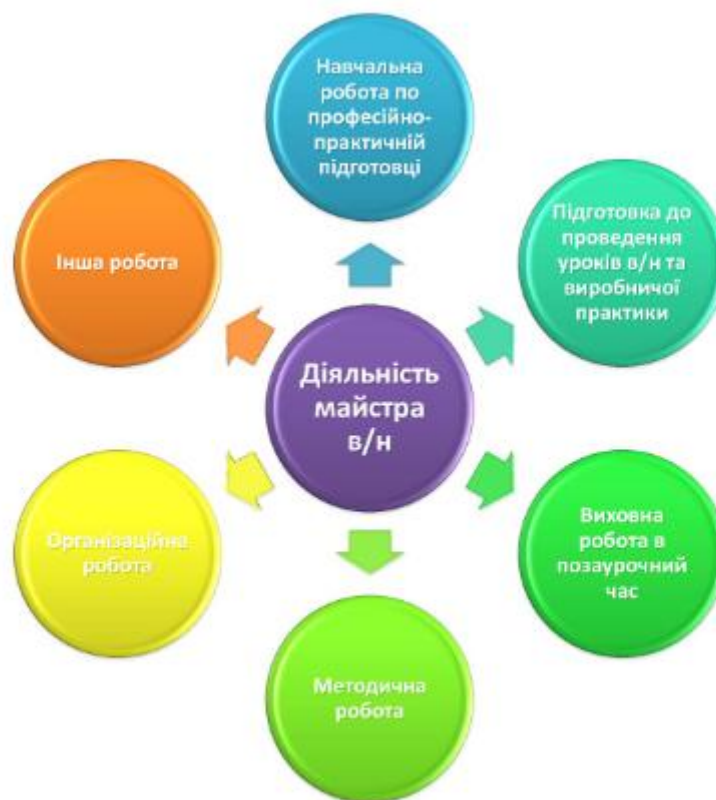 Навчальна
робота по
професійно-
практичній
підготовці
Підготовка до
проведення
уроків в/н та
виробничої
практики
Виховна
робота в
позаурочний
час
Методична
робота
Організаційна
робота
Інша робота
Діяльність
майстра
в/н